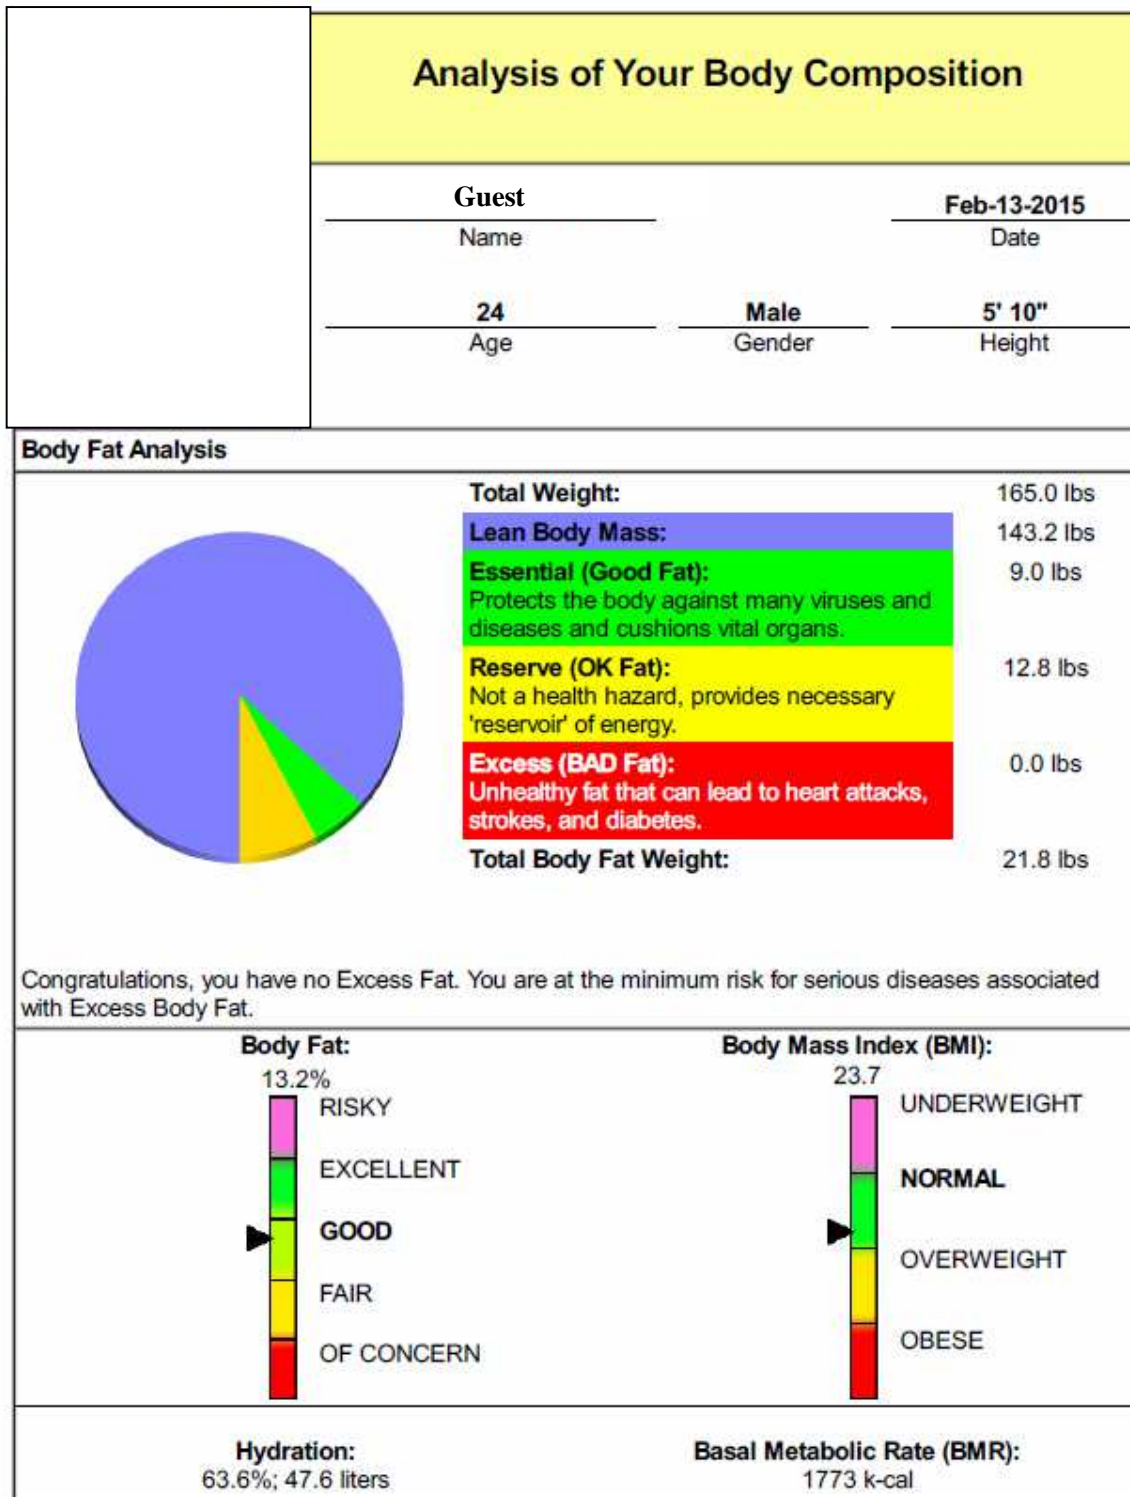 Analysis of Your Body Composition
Guest
Feb-13-2015
Name
Date
24
Male
5' 10"
Age
Gender
Height
Body Fat Analysis
Total Weight: 165.0 lbs
Lean Body Mass: 143.2 lbs
Essential (Good Fat): 9.0 lbs
Protects the body against many viruses and
diseases and cushions vital organs.
Reserve (OK Fat): 12.8 lbs
Not a health hazard, provides necessary
'reservoir' of energy.
Excess (BAD Fat): 0.0 lbs
Unhealthy fat that can lead to heart attacks,
strokes, and diabetes.
Total Body Fat Weight: 21.8 lbs
Congratulations, you have no Excess Fat. You are at the minimum risk for serious diseases associated
with Excess Body Fat.
Body Fat:
13.2%
RISKY
EXCELLENT
GOOD
FAIR
OF CONCERN
Body Mass Index (BMI):
23.7
UNDERWEIGHT
NORMAL
OVERWEIGHT
OBESE
Hydration:
63.6%; 47.6 liters
Basal Metabolic Rate (BMR):
1773 k-cal